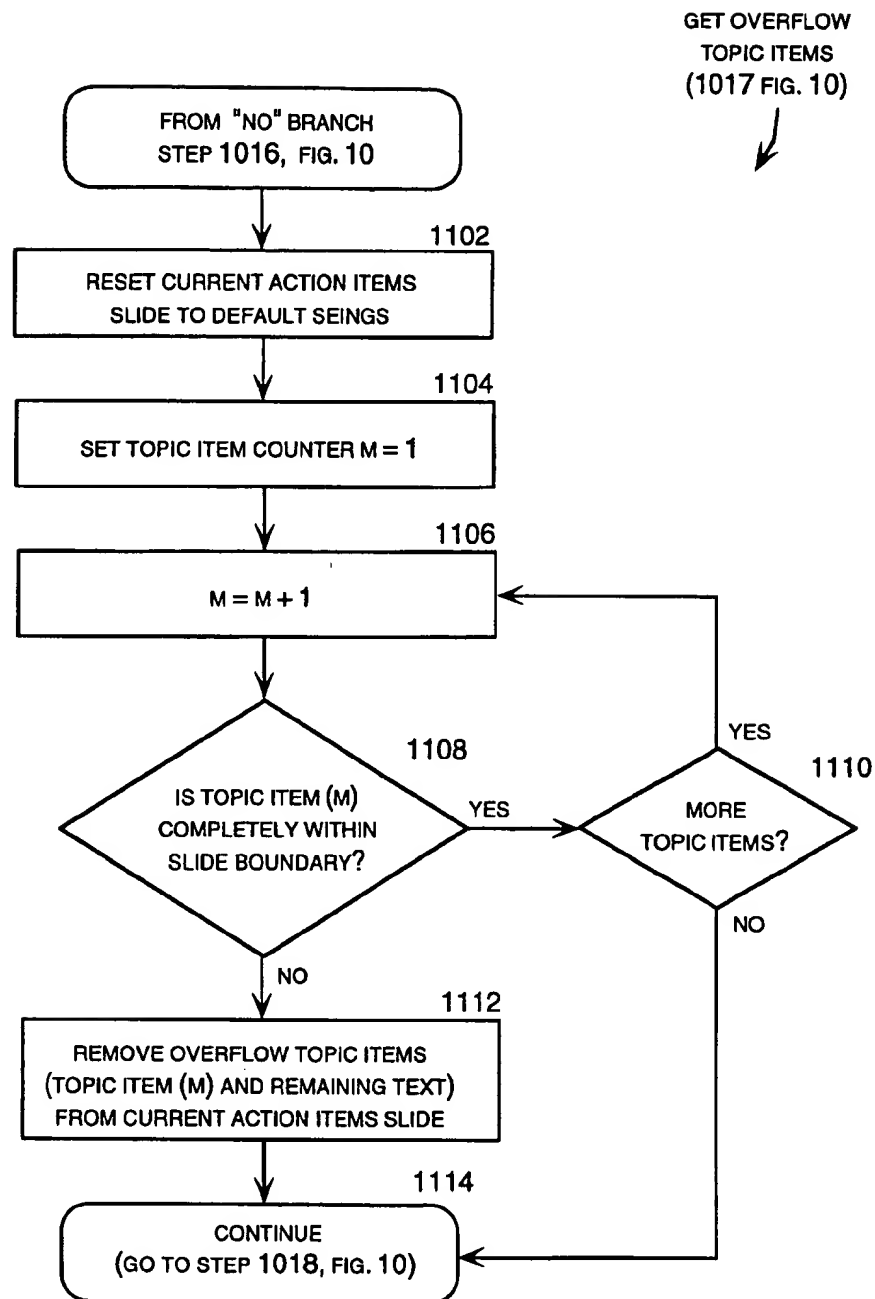 GET OVERFLOW
TOPIC ITEMS
(1017 FIG. 10)
FROM "NO" BRANCH
STEP 1016, FIG. 10
1102
RESET CURRENT ACTION ITEMS
SLIDE TO DEFAULT SEINGS
1104
SET TOPIC ITEM COUNTER M = 1
1106
M = M + 1
1108
IS TOPIC ITEM (M)
COMPLETELY WITHIN
SLIDE BOUNDARY?
YES
YES
1110
MORE
TOPIC ITEMS?
NO
NO
1112
REMOVE OVERFLOW TOPIC ITEMS
(TOPIC ITEM (M) AND REMAINING TEXT)
FROM CURRENT ACTION ITEMS SLIDE
1114
CONTINUE
(GO TO STEP 1018, FIG. 10)